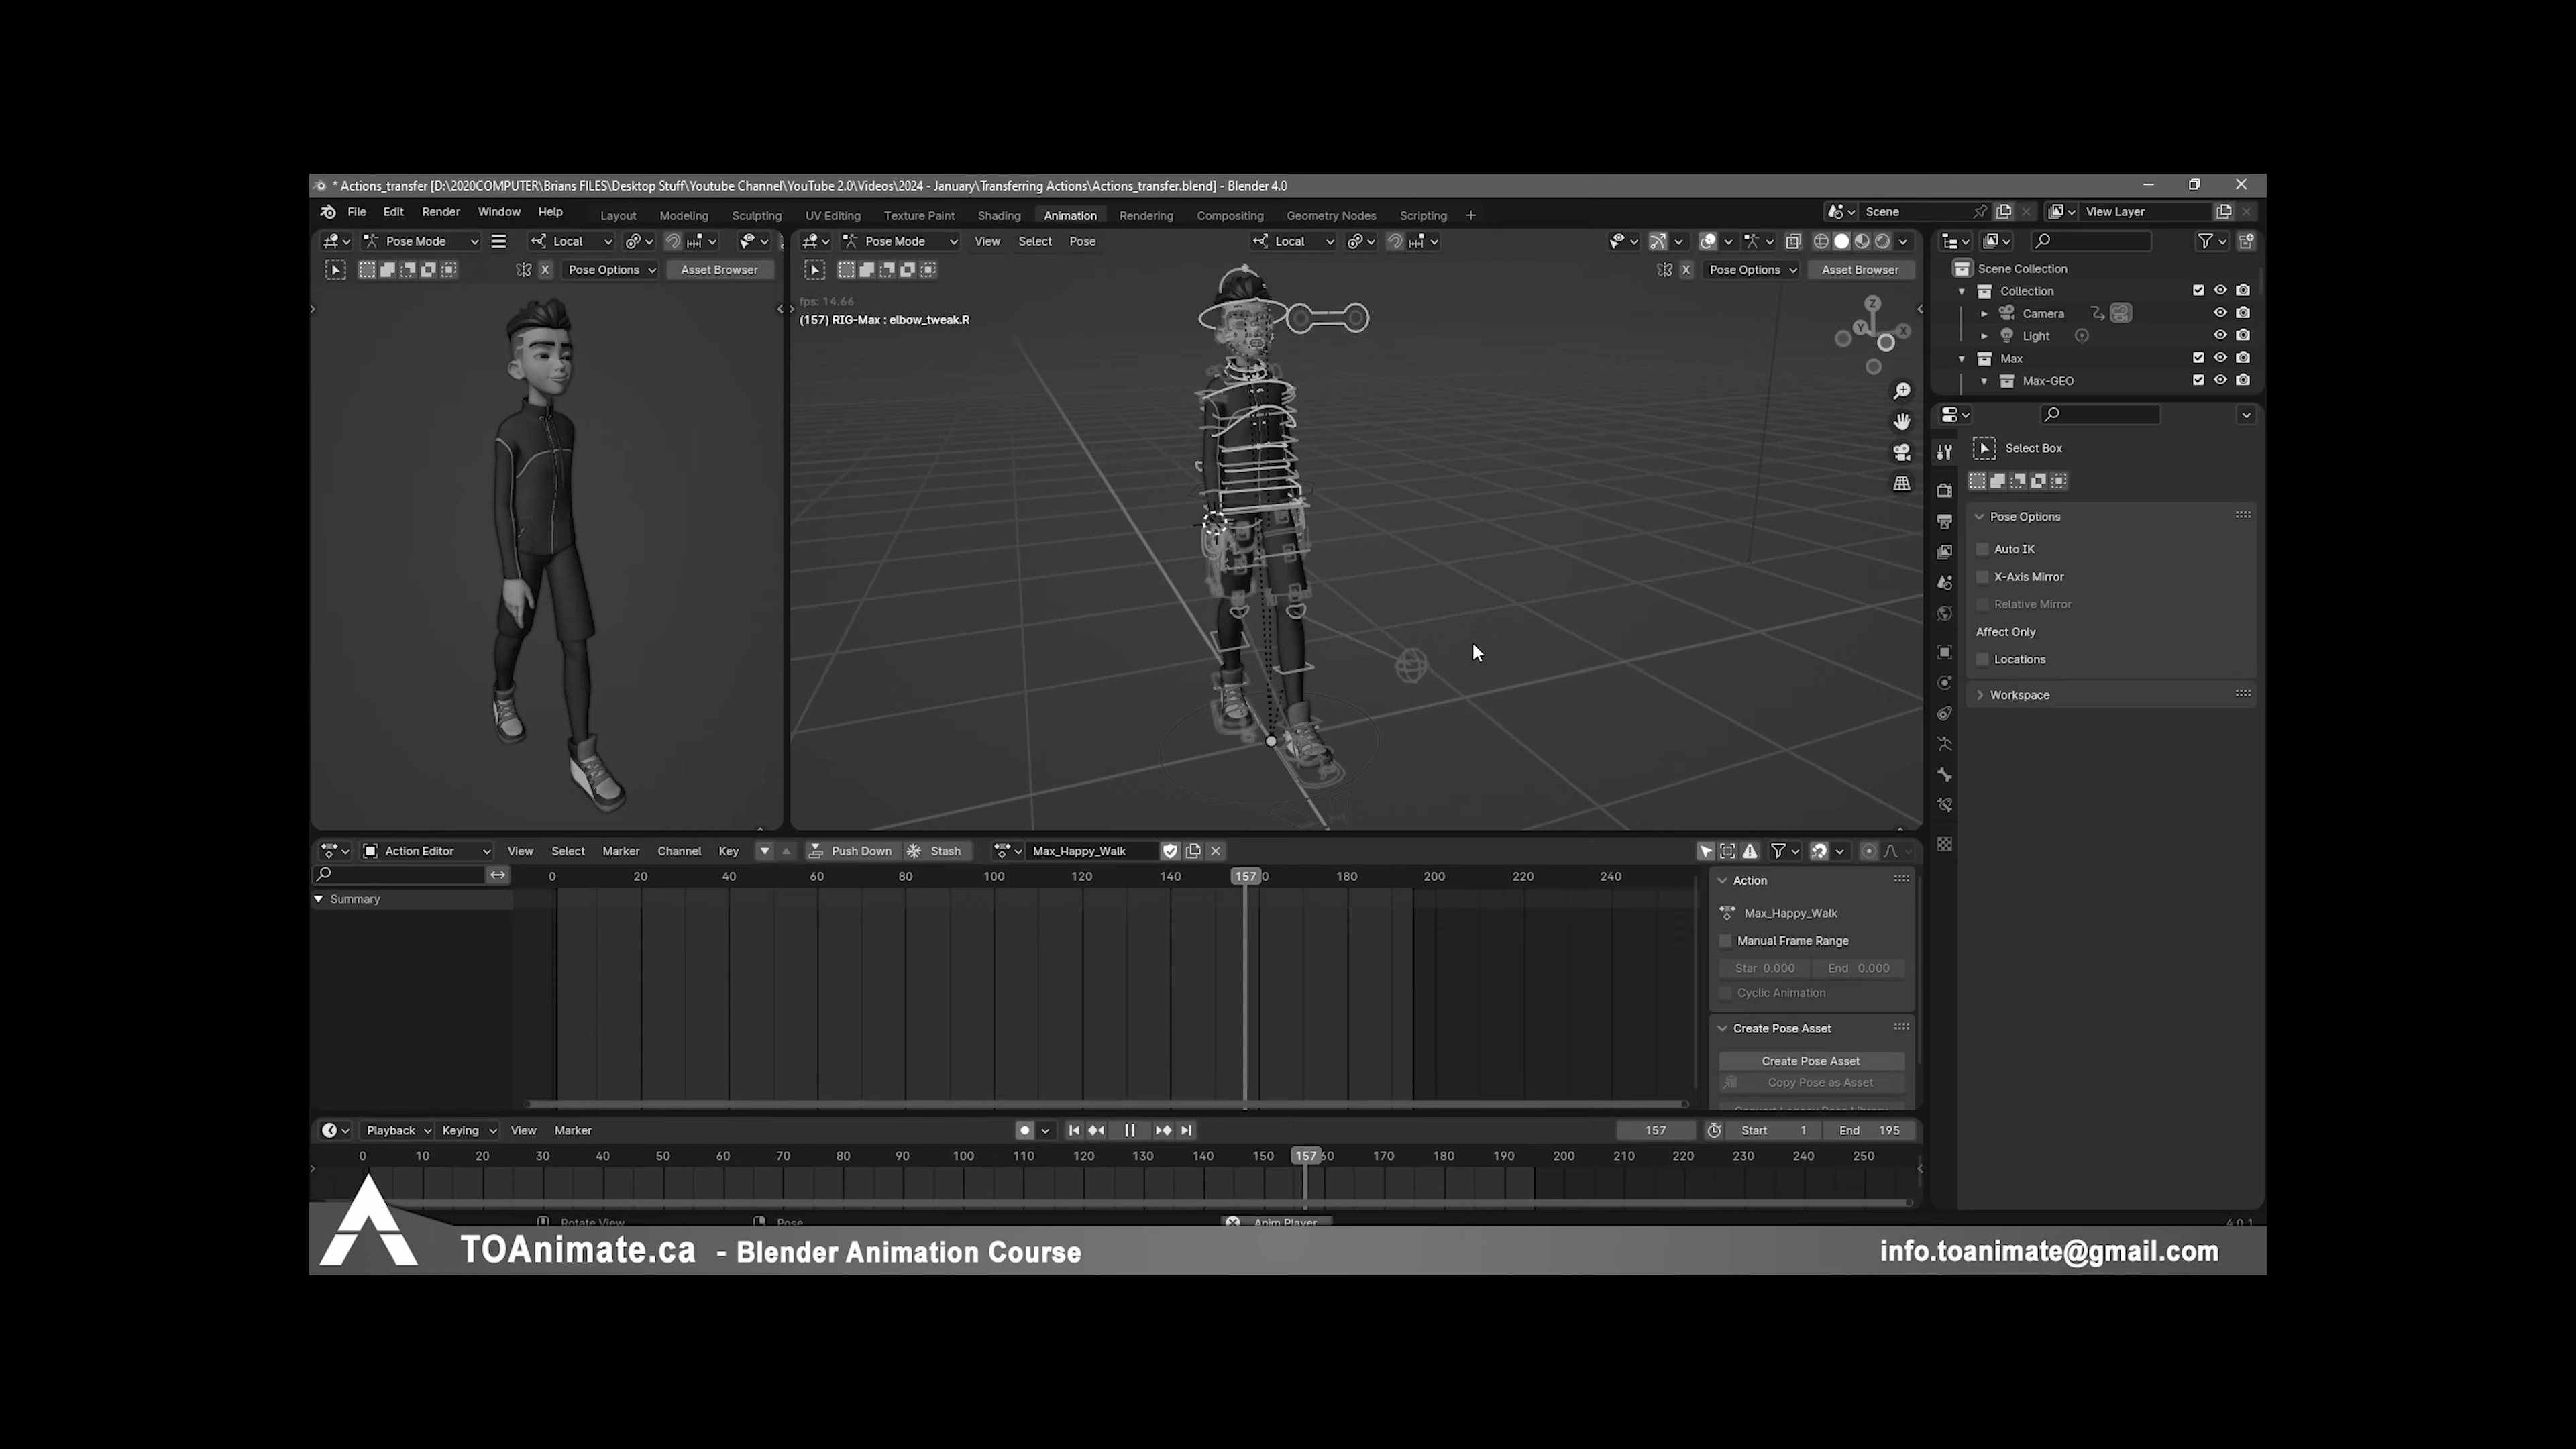 * Actions_transfer [D:\2020COMPUTER\Brians FILES\Desktop Stuff\Youtube Channel\YouTube 2.0\Videos\2024 - January\Transferring Actions\Actions_transfer.blend] - Blender 4.0
File Edit Render Window Help Layout Modeling Sculpting UV Editing Texture Paint Shading Animation Rendering Compositing Geometry Nodes Scripting + Scene View Layer
Pose Mode Local Pose Mode View Select Pose Local
X Pose Options Asset Browser X Pose Options Asset Browser
Scene Collection
Collection
Camera
Light
Max
Max-GEO
fps: 14.66
(157) RIG-Max : elbow_tweak.R
Z
Y X
Select Box
Pose Options
Auto IK
X-Axis Mirror
Relative Mirror
Affect Only
Locations
Workspace
Action Editor View Select Marker Channel Key Push Down Stash Max_Happy_Walk
0 20 40 60 80 100 120 140 157 180 200 220 240
Summary
Action
Max_Happy_Walk
Manual Frame Range
Star 0.000 End 0.000
Cyclic Animation
Create Pose Asset
Create Pose Asset
Copy Pose as Asset
Playback Keying View Marker 157 Start 1 End 195
0 10 20 30 40 50 60 70 80 90 100 110 120 130 140 150 157 60 170 180 190 200 210 220 230 240 250
Rotate View Pose Anim Player 4.0.1
TOAnimate.ca - Blender Animation Course
info.toanimate@gmail.com